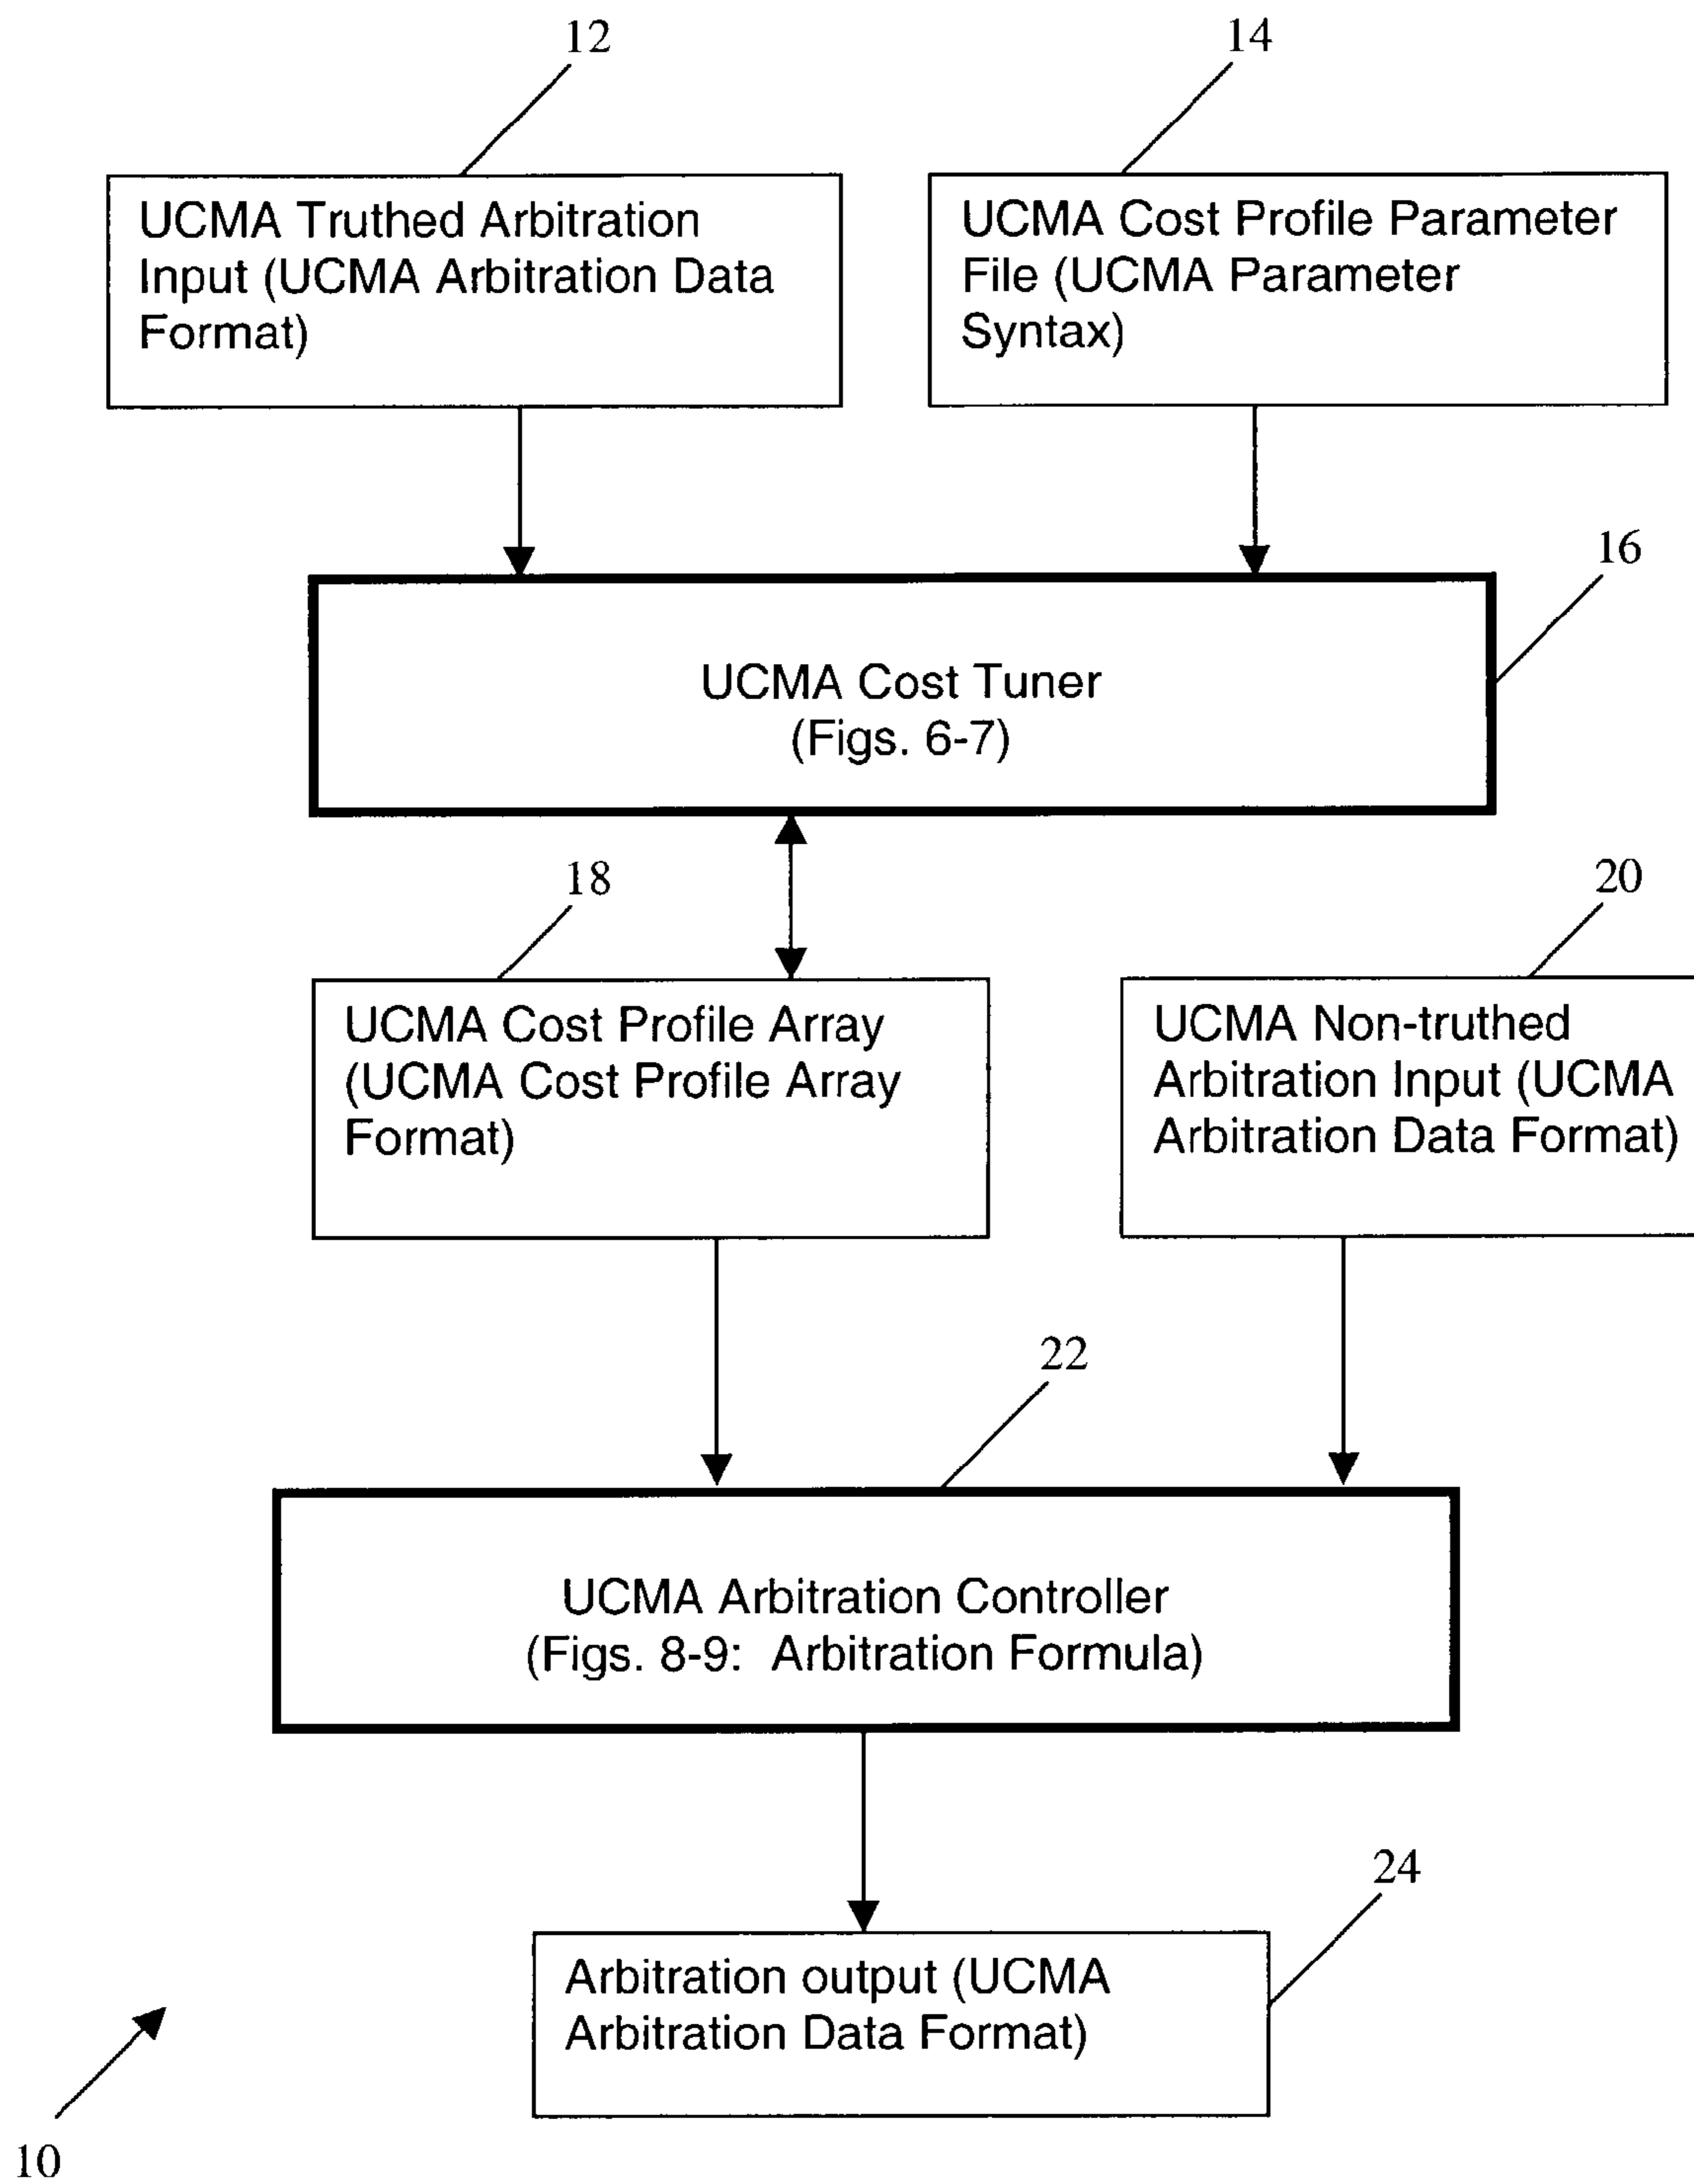 12
14
UCMA Truthed Arbitration
Input (UCMA Arbitration Data
Format)
UCMA Cost Profile Parameter
File (UCMA Parameter
Syntax)
16
UCMA Cost Tuner
(Figs. 6-7)
18
20
UCMA Cost Profile Array
(UCMA Cost Profile Array
Format)
UCMA Non-truthed
Arbitration Input (UCMA
Arbitration Data Format)
22
UCMA Arbitration Controller
(Figs. 8-9: Arbitration Formula)
24
Arbitration output (UCMA
Arbitration Data Format)
10